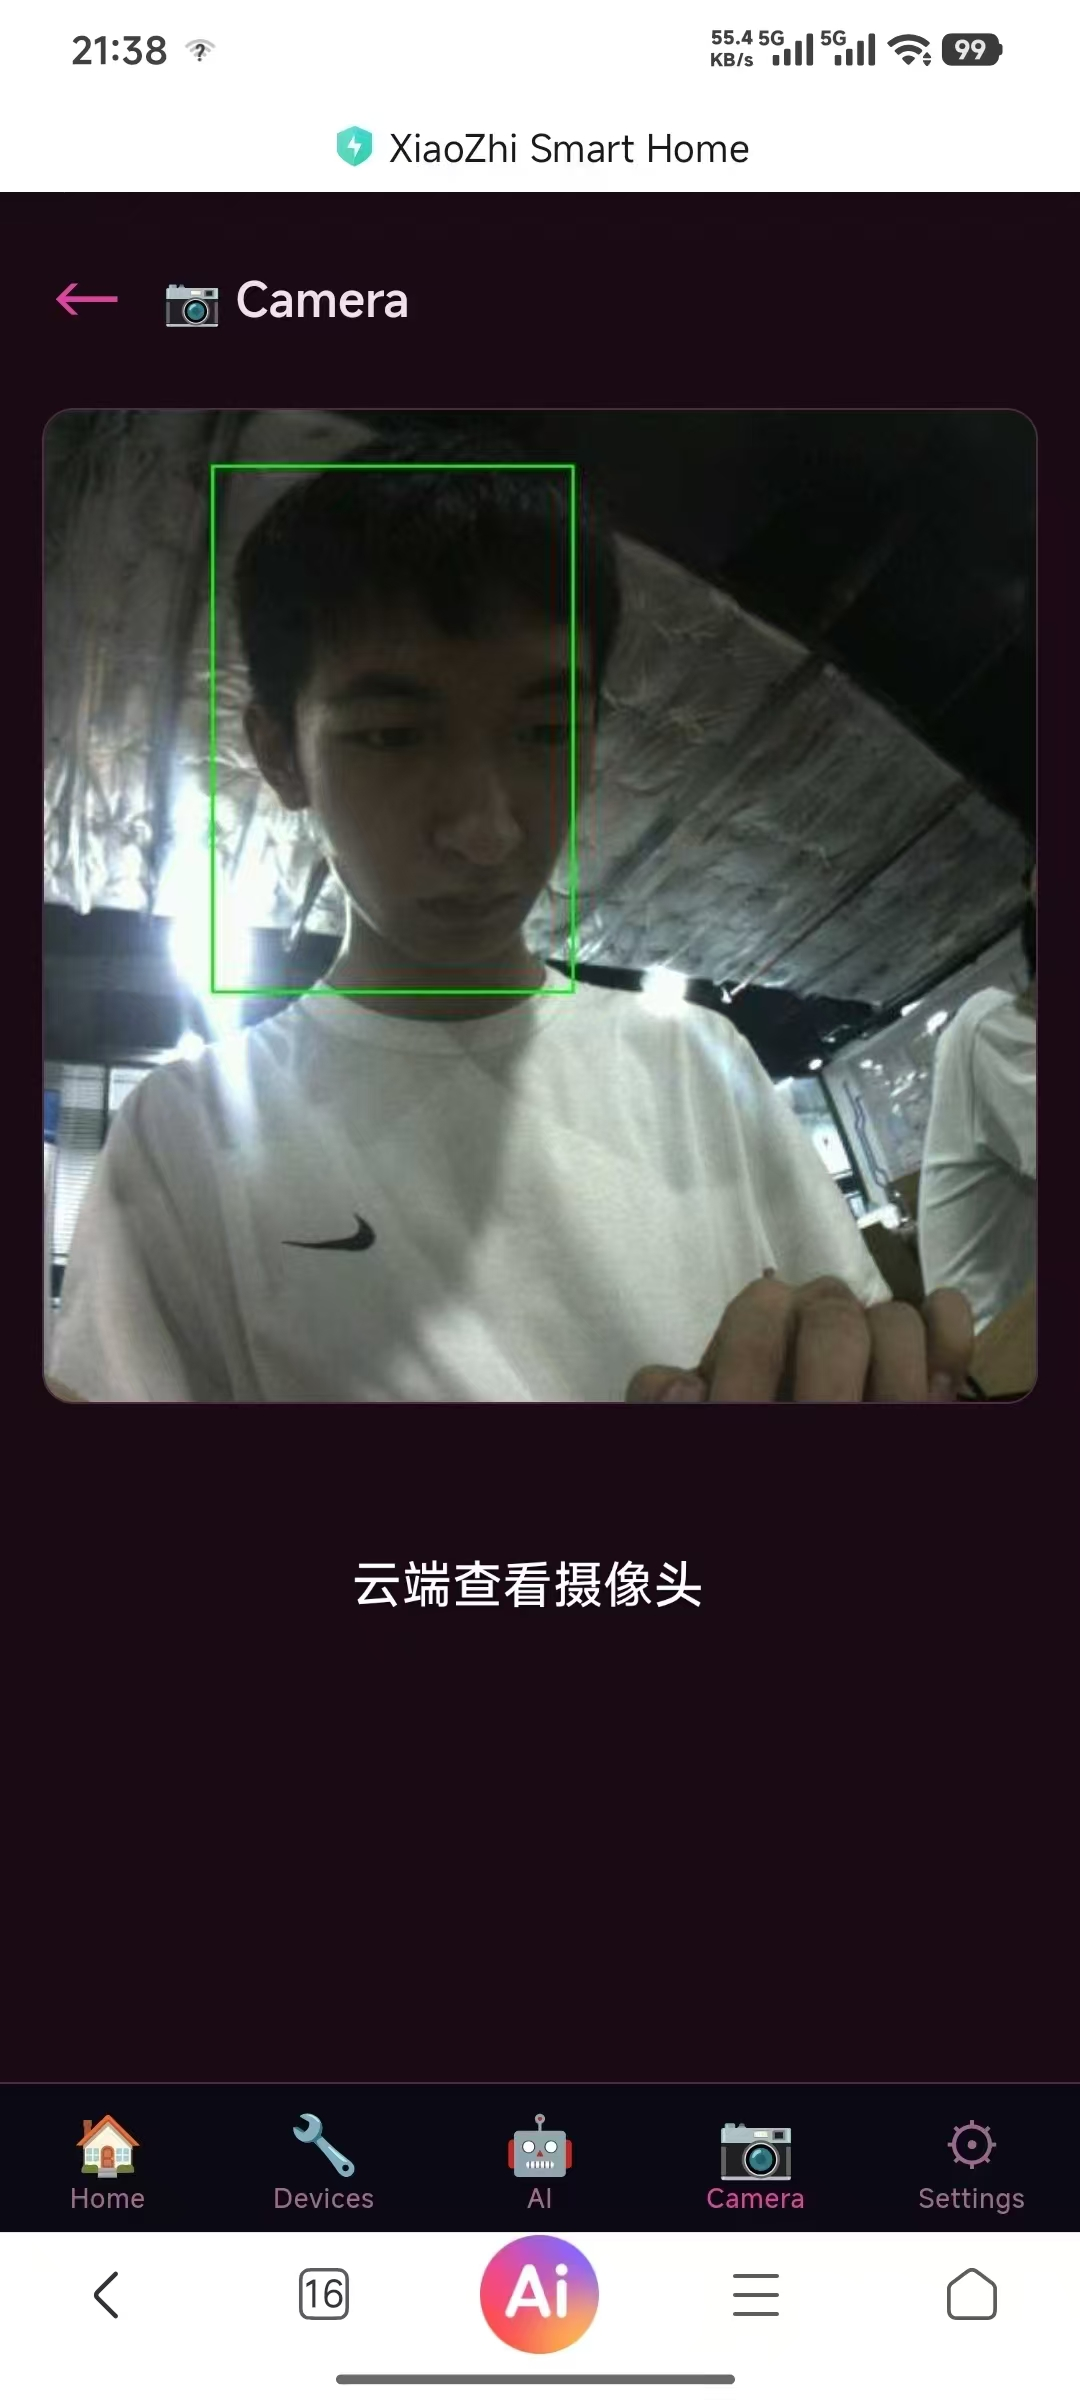 21:38
55.4 KB/s 5G 5G 99
XiaoZhi Smart Home
Camera
云端查看摄像头
Home Devices AI Camera Settings
16 Ai